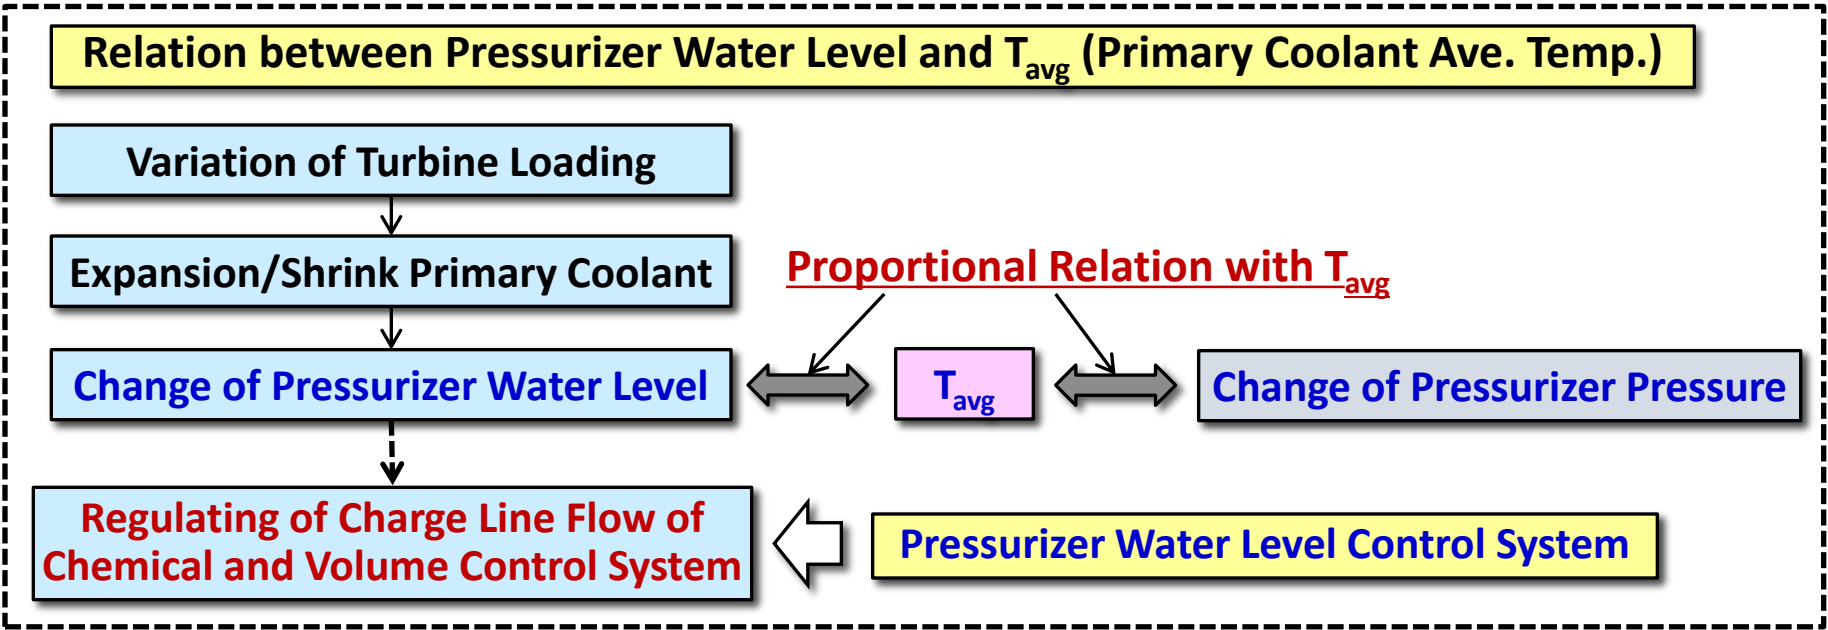 Relation between Pressurizer Water Level and Tavg (Primary Coolant Ave. Temp.)
Variation of Turbine Loading
Expansion/Shrink Primary Coolant
Proportional Relation with Tavg
Change of Pressurizer Water Level
Tavg
Change of Pressurizer Pressure
Regulating of Charge Line Flow of
Chemical and Volume Control System
Pressurizer Water Level Control System